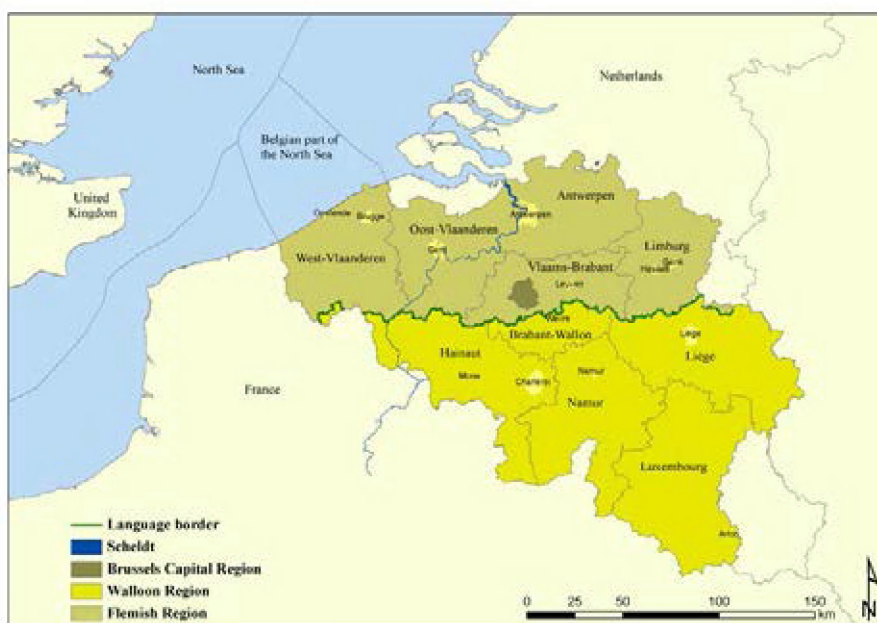 North Sea
Netherlands
Belgian part of
the North Sea
United
Kingdom
Antwerpen
Oostende
Brugge
Antwerpen
Oost-Vlaanderen
Gent
Limburg
Genk
Hasselt
West-Vlaanderen
Vlaams-Brabant
Leuven
Wavre
Brabant-Wallon
Liège
Liège
Hainaut
Mons
Charleroi
Namur
Namur
France
Luxembourg
Arlon
Language border
Scheldt
Brussels Capital Region
Walloon Region
Flemish Region
0 25 50 100 150
km
N